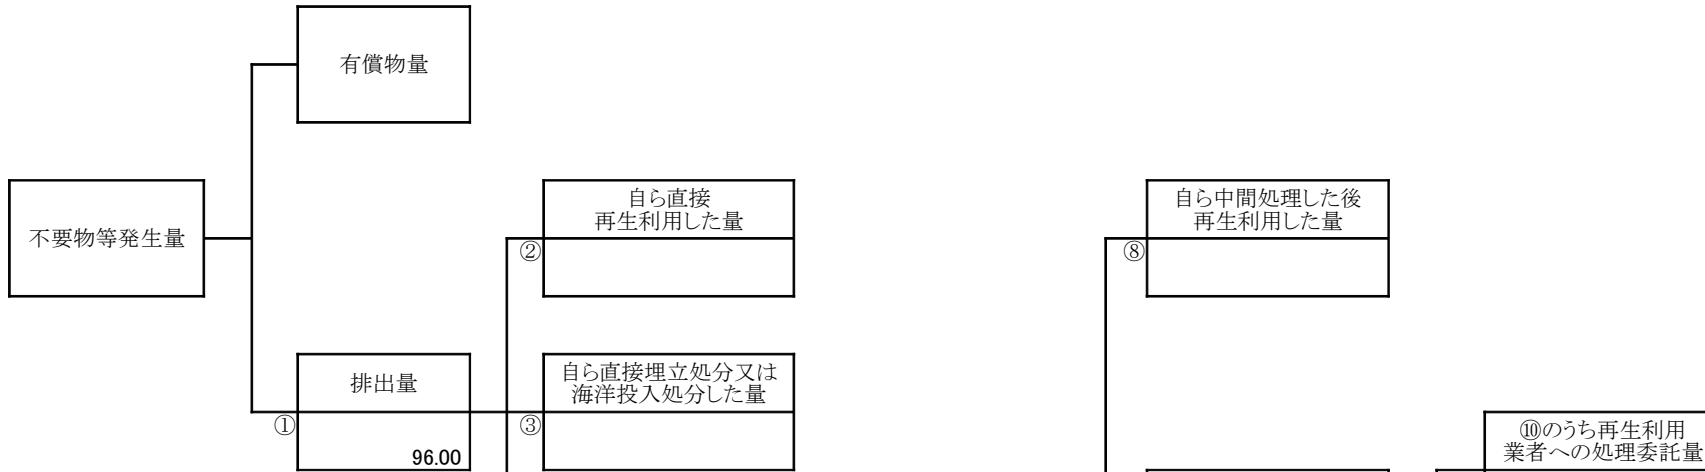 有償物量
不要物等発生量
自ら直接
再生利用した量
②
自ら中間処理した後
再生利用した量
⑧
排出量
①
96.00
自ら直接埋立処分又は
海洋投入処分した量
③
⑩のうち再生利用
業者への処理委託量